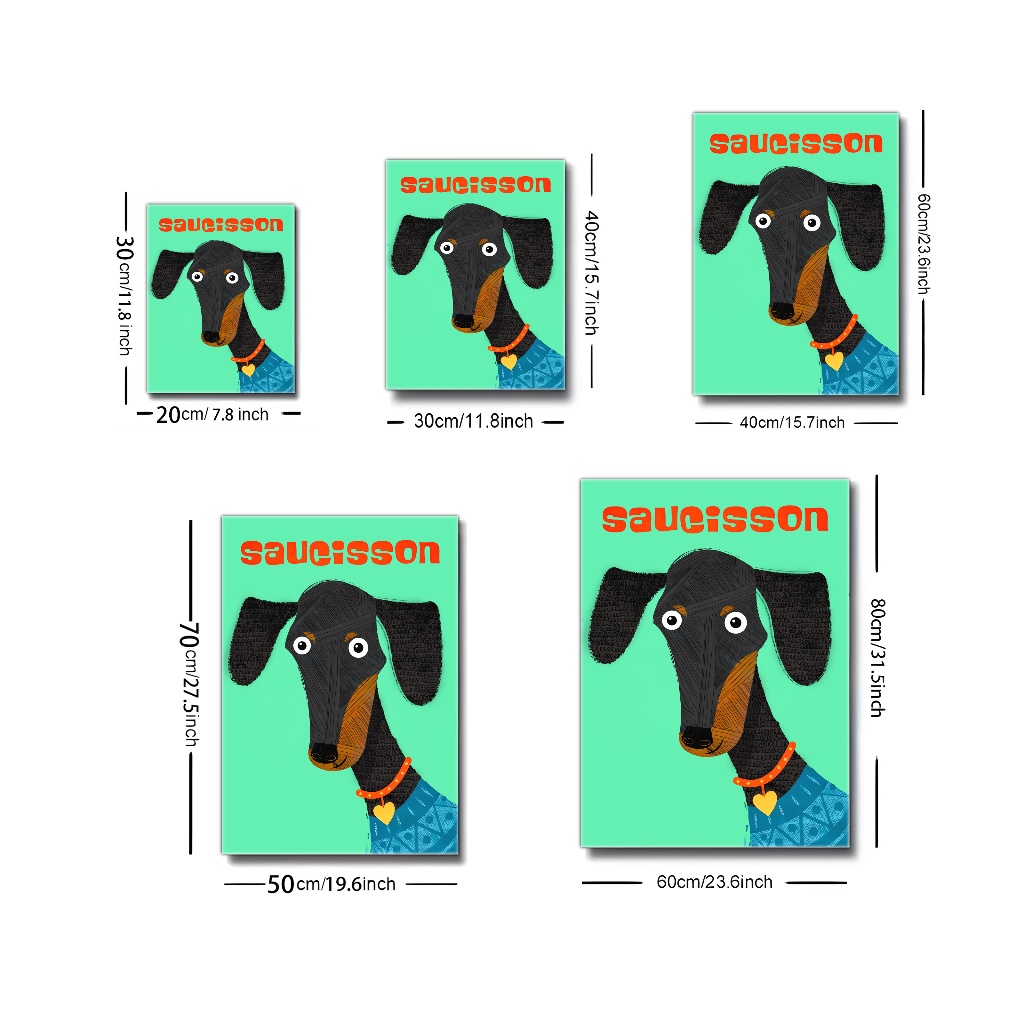 saucisson
30cm/11.8 inch
20cm/ 7.8 inch
saucisson
40cm/15.7inch
30cm/11.8inch
saucisson
60cm/23.6inch
40cm/15.7inch
saucisson
70cm/27.5inch
50cm/19.6inch
saucisson
80cm/31.5inch
60cm/23.6inch